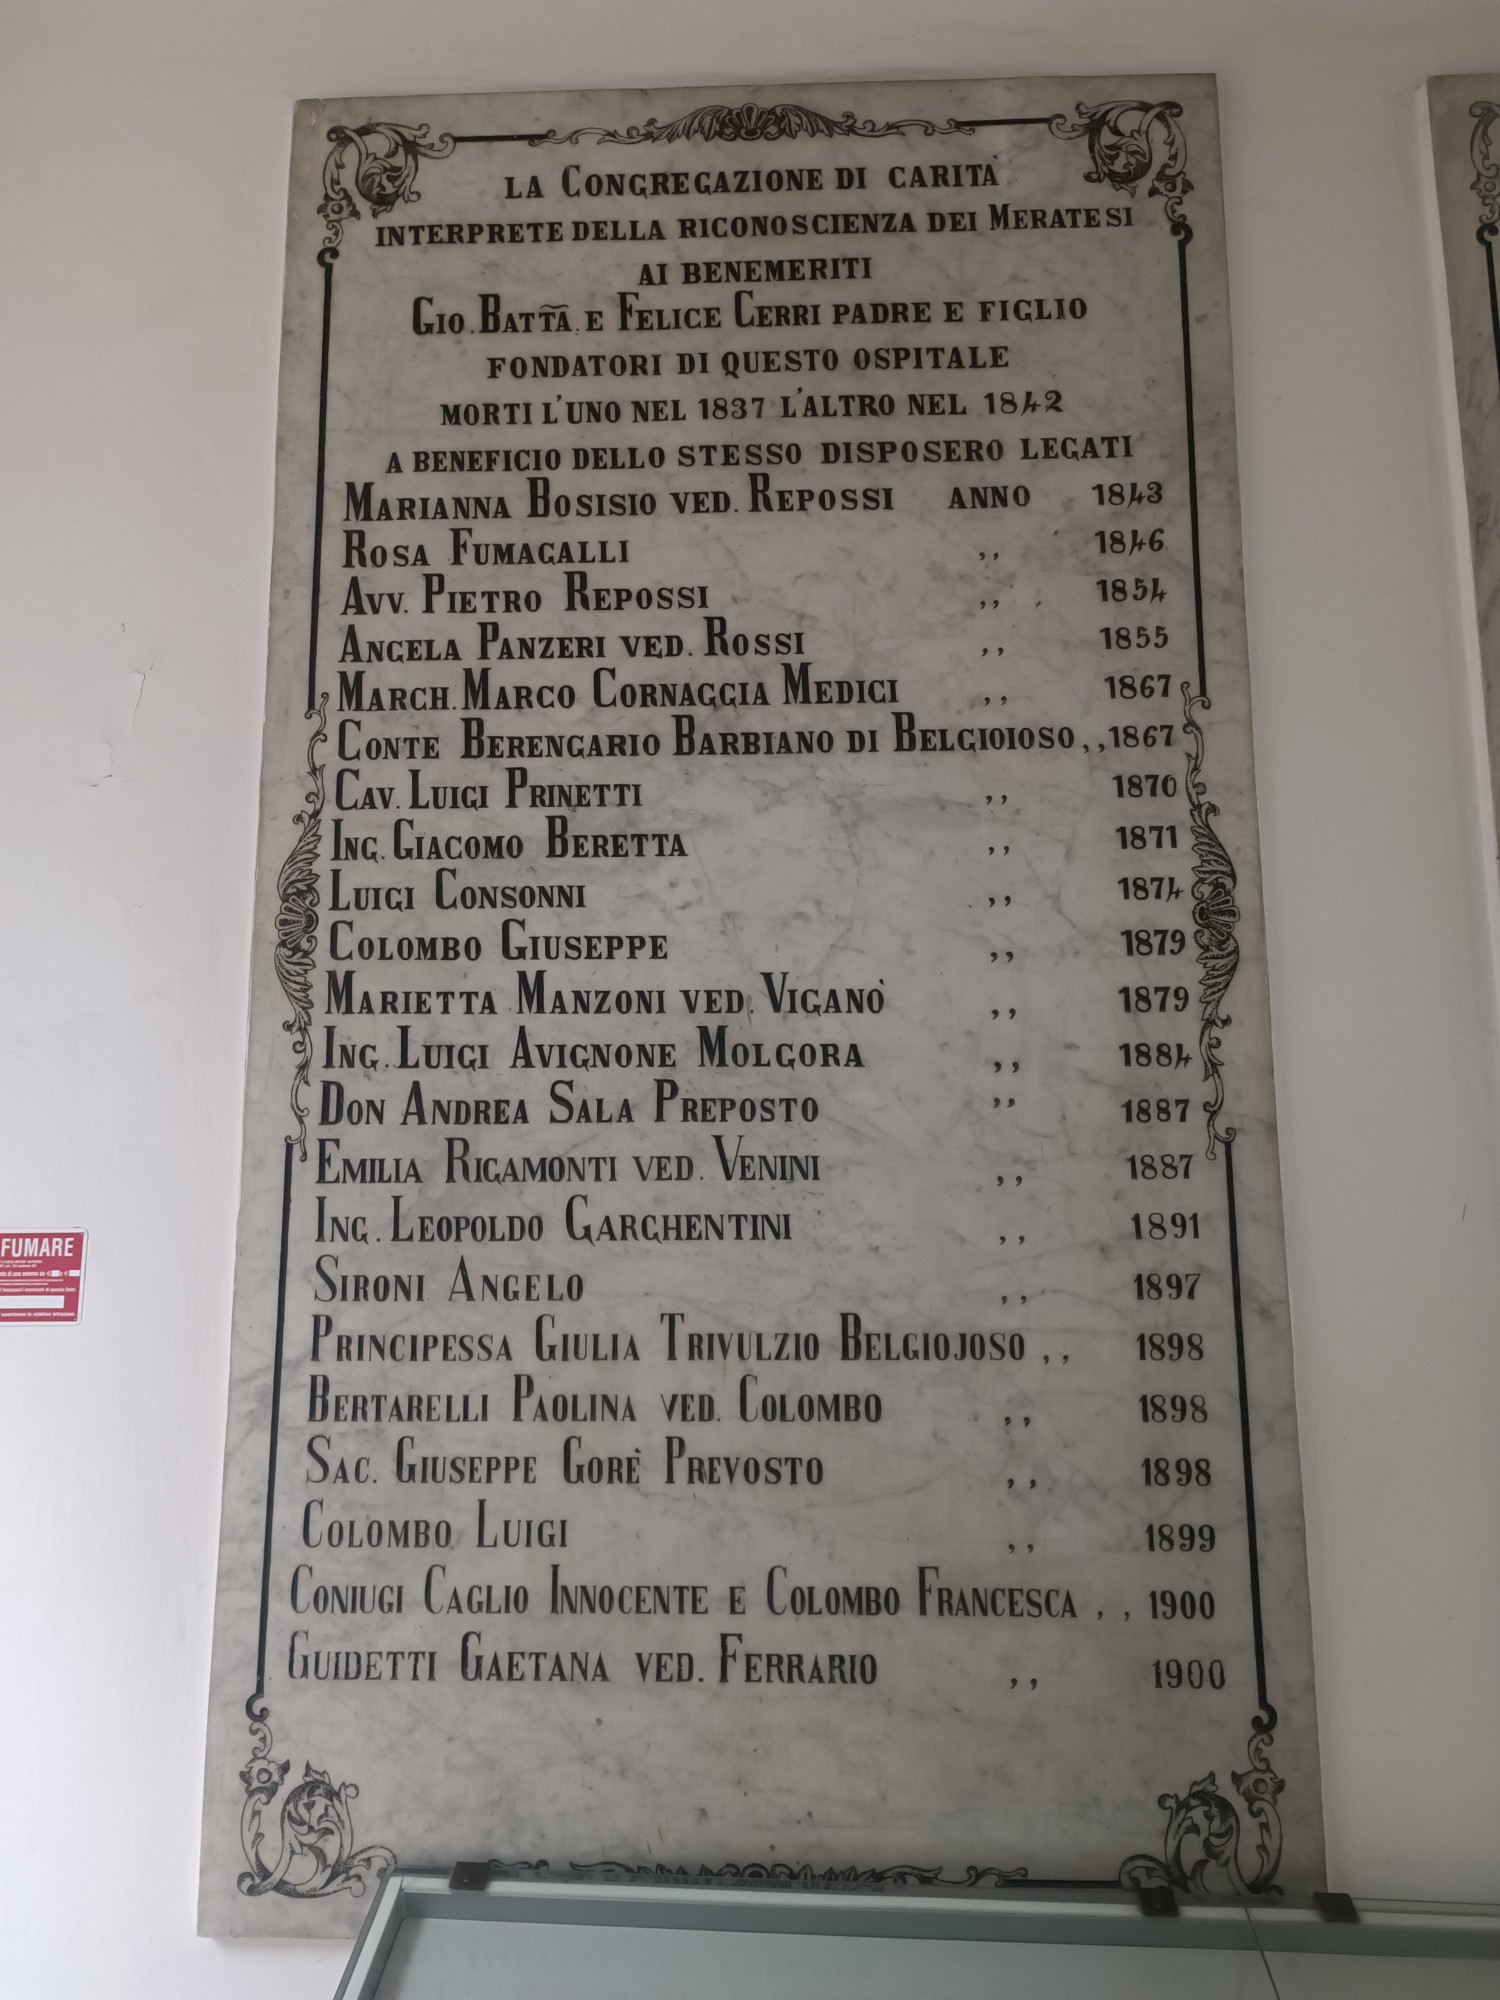 LA CONGREGAZIONE DI CARITÀ
INTERPRETE DELLA RICONOSCIENZA DEI MERATESI
AI BENEMERITI
GIO. BATTA. E FELICE CERRI PADRE E FIGLIO
FONDATORI DI QUESTO OSPITALE
MORTI L'UNO NEL 1837 L'ALTRO NEL 1842
A BENEFICIO DELLO STESSO DISPOSERO LEGATI
MARIANNA BOSISIO VED. REPOSSI ANNO 1843
ROSA FUMAGALLI ,, 1846
AVV. PIETRO REPOSSI ,, 1854
ANGELA PANZERI VED. ROSSI ,, 1855
MARCH. MARCO CORNAGGIA MEDICI ,, 1867
CONTE BERENGARIO BARBIANO DI BELGIOIOSO ,, 1867
CAV. LUIGI PRINETTI ,, 1870
ING. GIACOMO BERETTA ,, 1871
LUIGI CONSONNI ,, 1874
COLOMBO GIUSEPPE ,, 1879
MARIETTA MANZONI VED. VIGANÒ ,, 1879
ING. LUIGI AVIGNONE MOLGORA ,, 1884
DON ANDREA SALA PREPOSTO ,, 1887
EMILIA RIGAMONTI VED. VENINI ,, 1887
ING. LEOPOLDO GARGHENTINI ,, 1891
SIRONI ANGELO ,, 1897
PRINCIPESSA GIULIA TRIVULZIO BELGIOJOSO ,, 1898
BERTARELLI PAOLINA VED. COLOMBO ,, 1898
SAC. GIUSEPPE GORÈ PREVOSTO ,, 1898
COLOMBO LUIGI ,, 1899
CONIUGI CAGLIO INNOCENTE E COLOMBO FRANCESCA ,, 1900
GUIDETTI GAETANA VED. FERRARIO ,, 1900
FUMARE